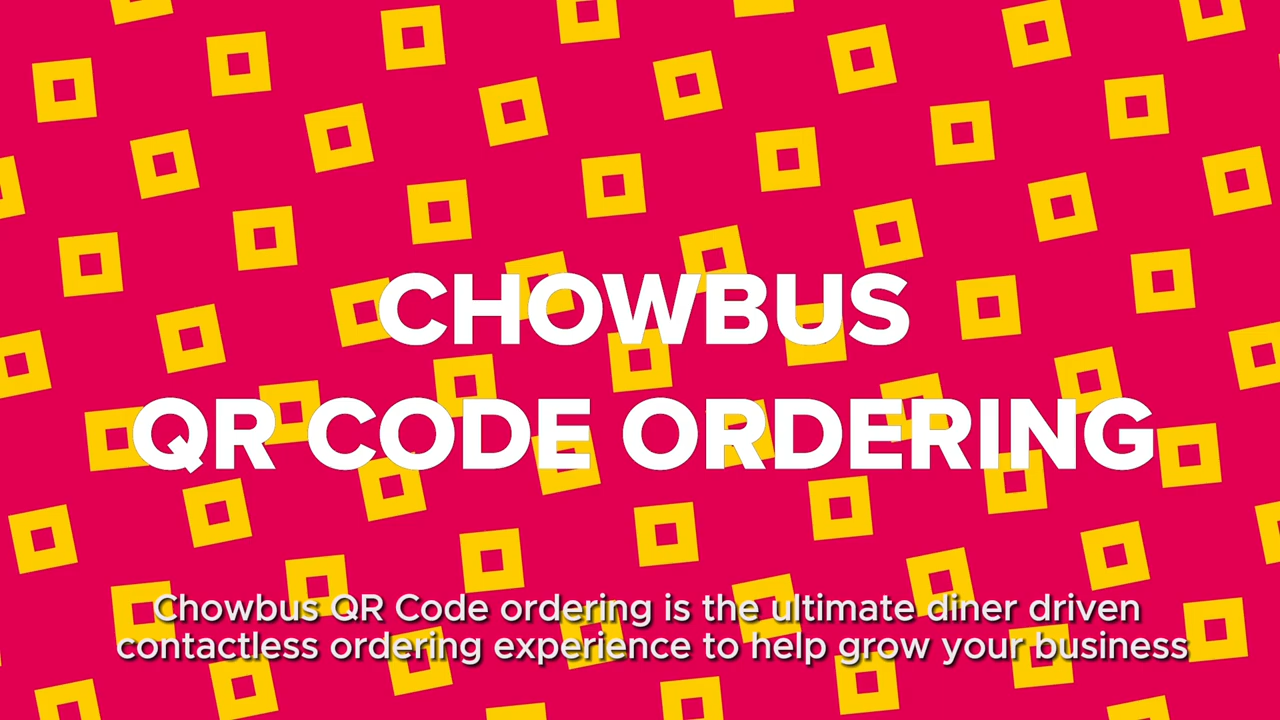 CHOWBUS
QR CODE ORDERING
Chowbus QR Code ordering is the ultimate diner driven
contactless ordering experience to help grow your business